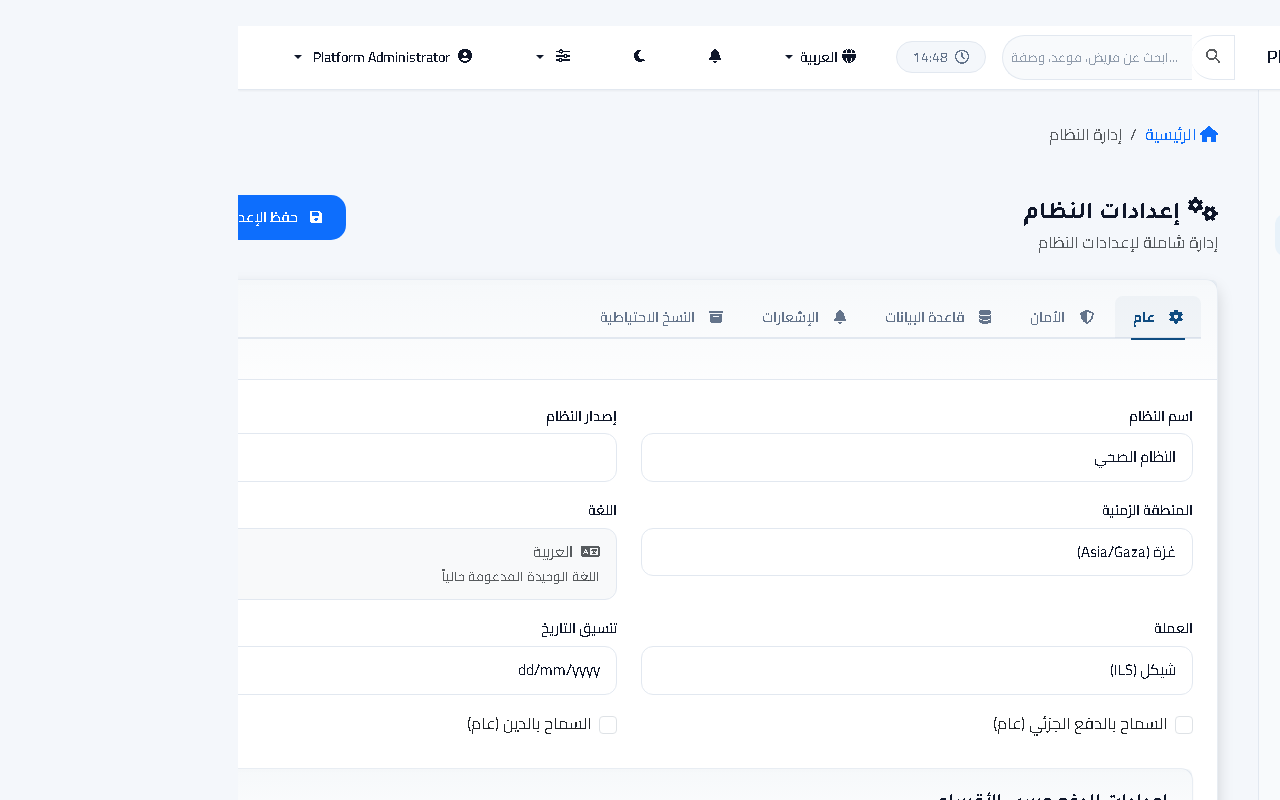 ابحث عن مريض، موعد، وصفة...
14:48
العربية
Platform Administrator
الرئيسية / إدارة النظام
إعدادات النظام
إدارة شاملة لإعدادات النظام
حفظ
عام
الأمان
قاعدة البيانات
الإشعارات
النسخ الاحتياطية
اسم النظام
إصدار النظام
النظام الصحي
المنطقة الزمنية
اللغة
غزة (Asia/Gaza)
العربية
اللغة الوحيدة المدعومة حالياً
العملة
تنسيق التاريخ
شيكل (ILS)
dd/mm/yyyy
السماح بالدفع الجزئي (عام)
السماح بالدين (عام)